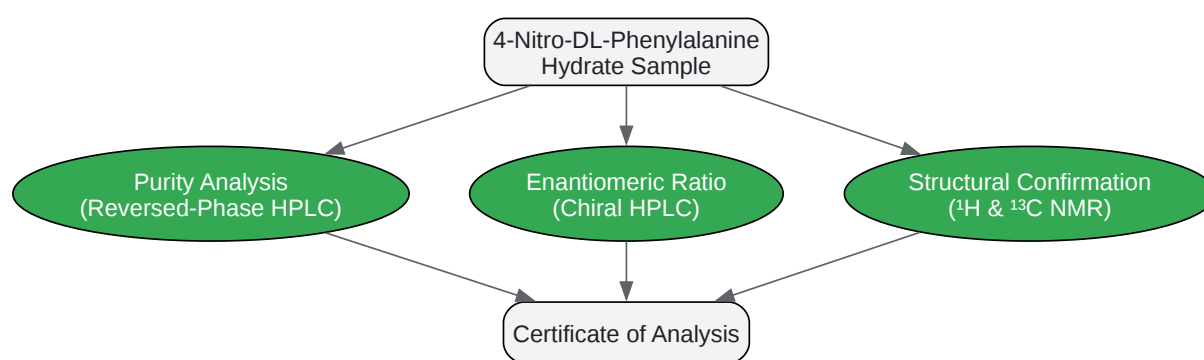 4-Nitro-DL-Phenylalanine
Hydrate Sample
Purity Analysis
(Reversed-Phase HPLC)
Enantiomeric Ratio
(Chiral HPLC)
Structural Confirmation
(¹H & ¹³C NMR)
Certificate of Analysis